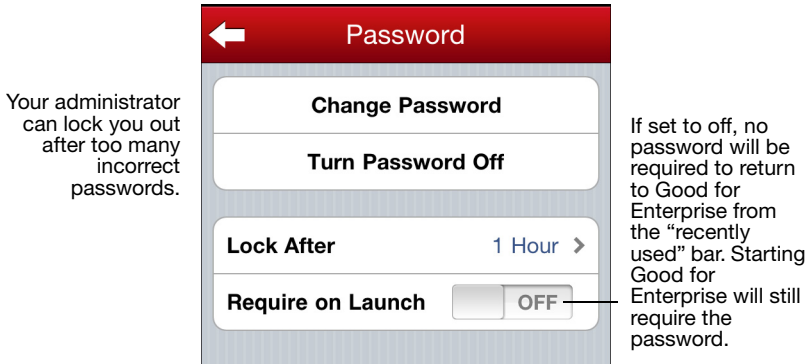 Password
Your administrator
can lock you out
after too many
incorrect
passwords.
Change Password
Turn Password Off
Lock After 1 Hour
Require on Launch OFF
If set to off, no
password will be
required to return
to Good for
Enterprise from
the “recently
used” bar. Starting
Good for
Enterprise will still
require the
password.